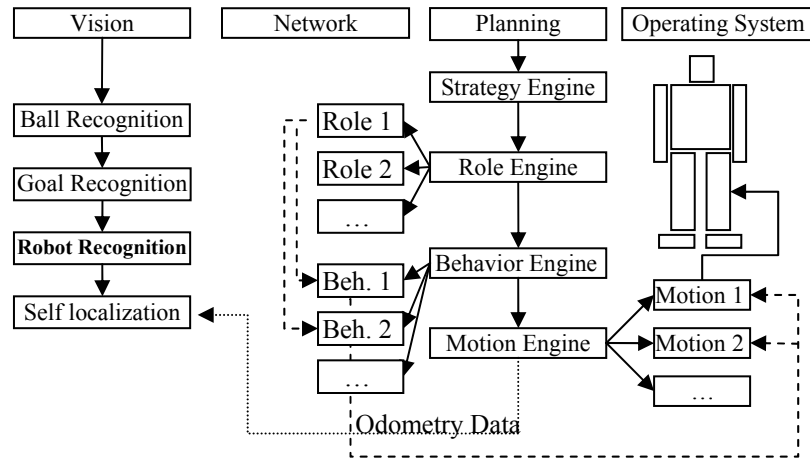 Vision
Network
Planning
Operating System
Strategy Engine
Ball Recognition
Role 1
Role 2
Role Engine
Goal Recognition
…
Robot Recognition
Behavior Engine
Beh. 1
Motion 1
Self localization
Beh. 2
Motion Engine
Motion 2
…
…
Odometry Data